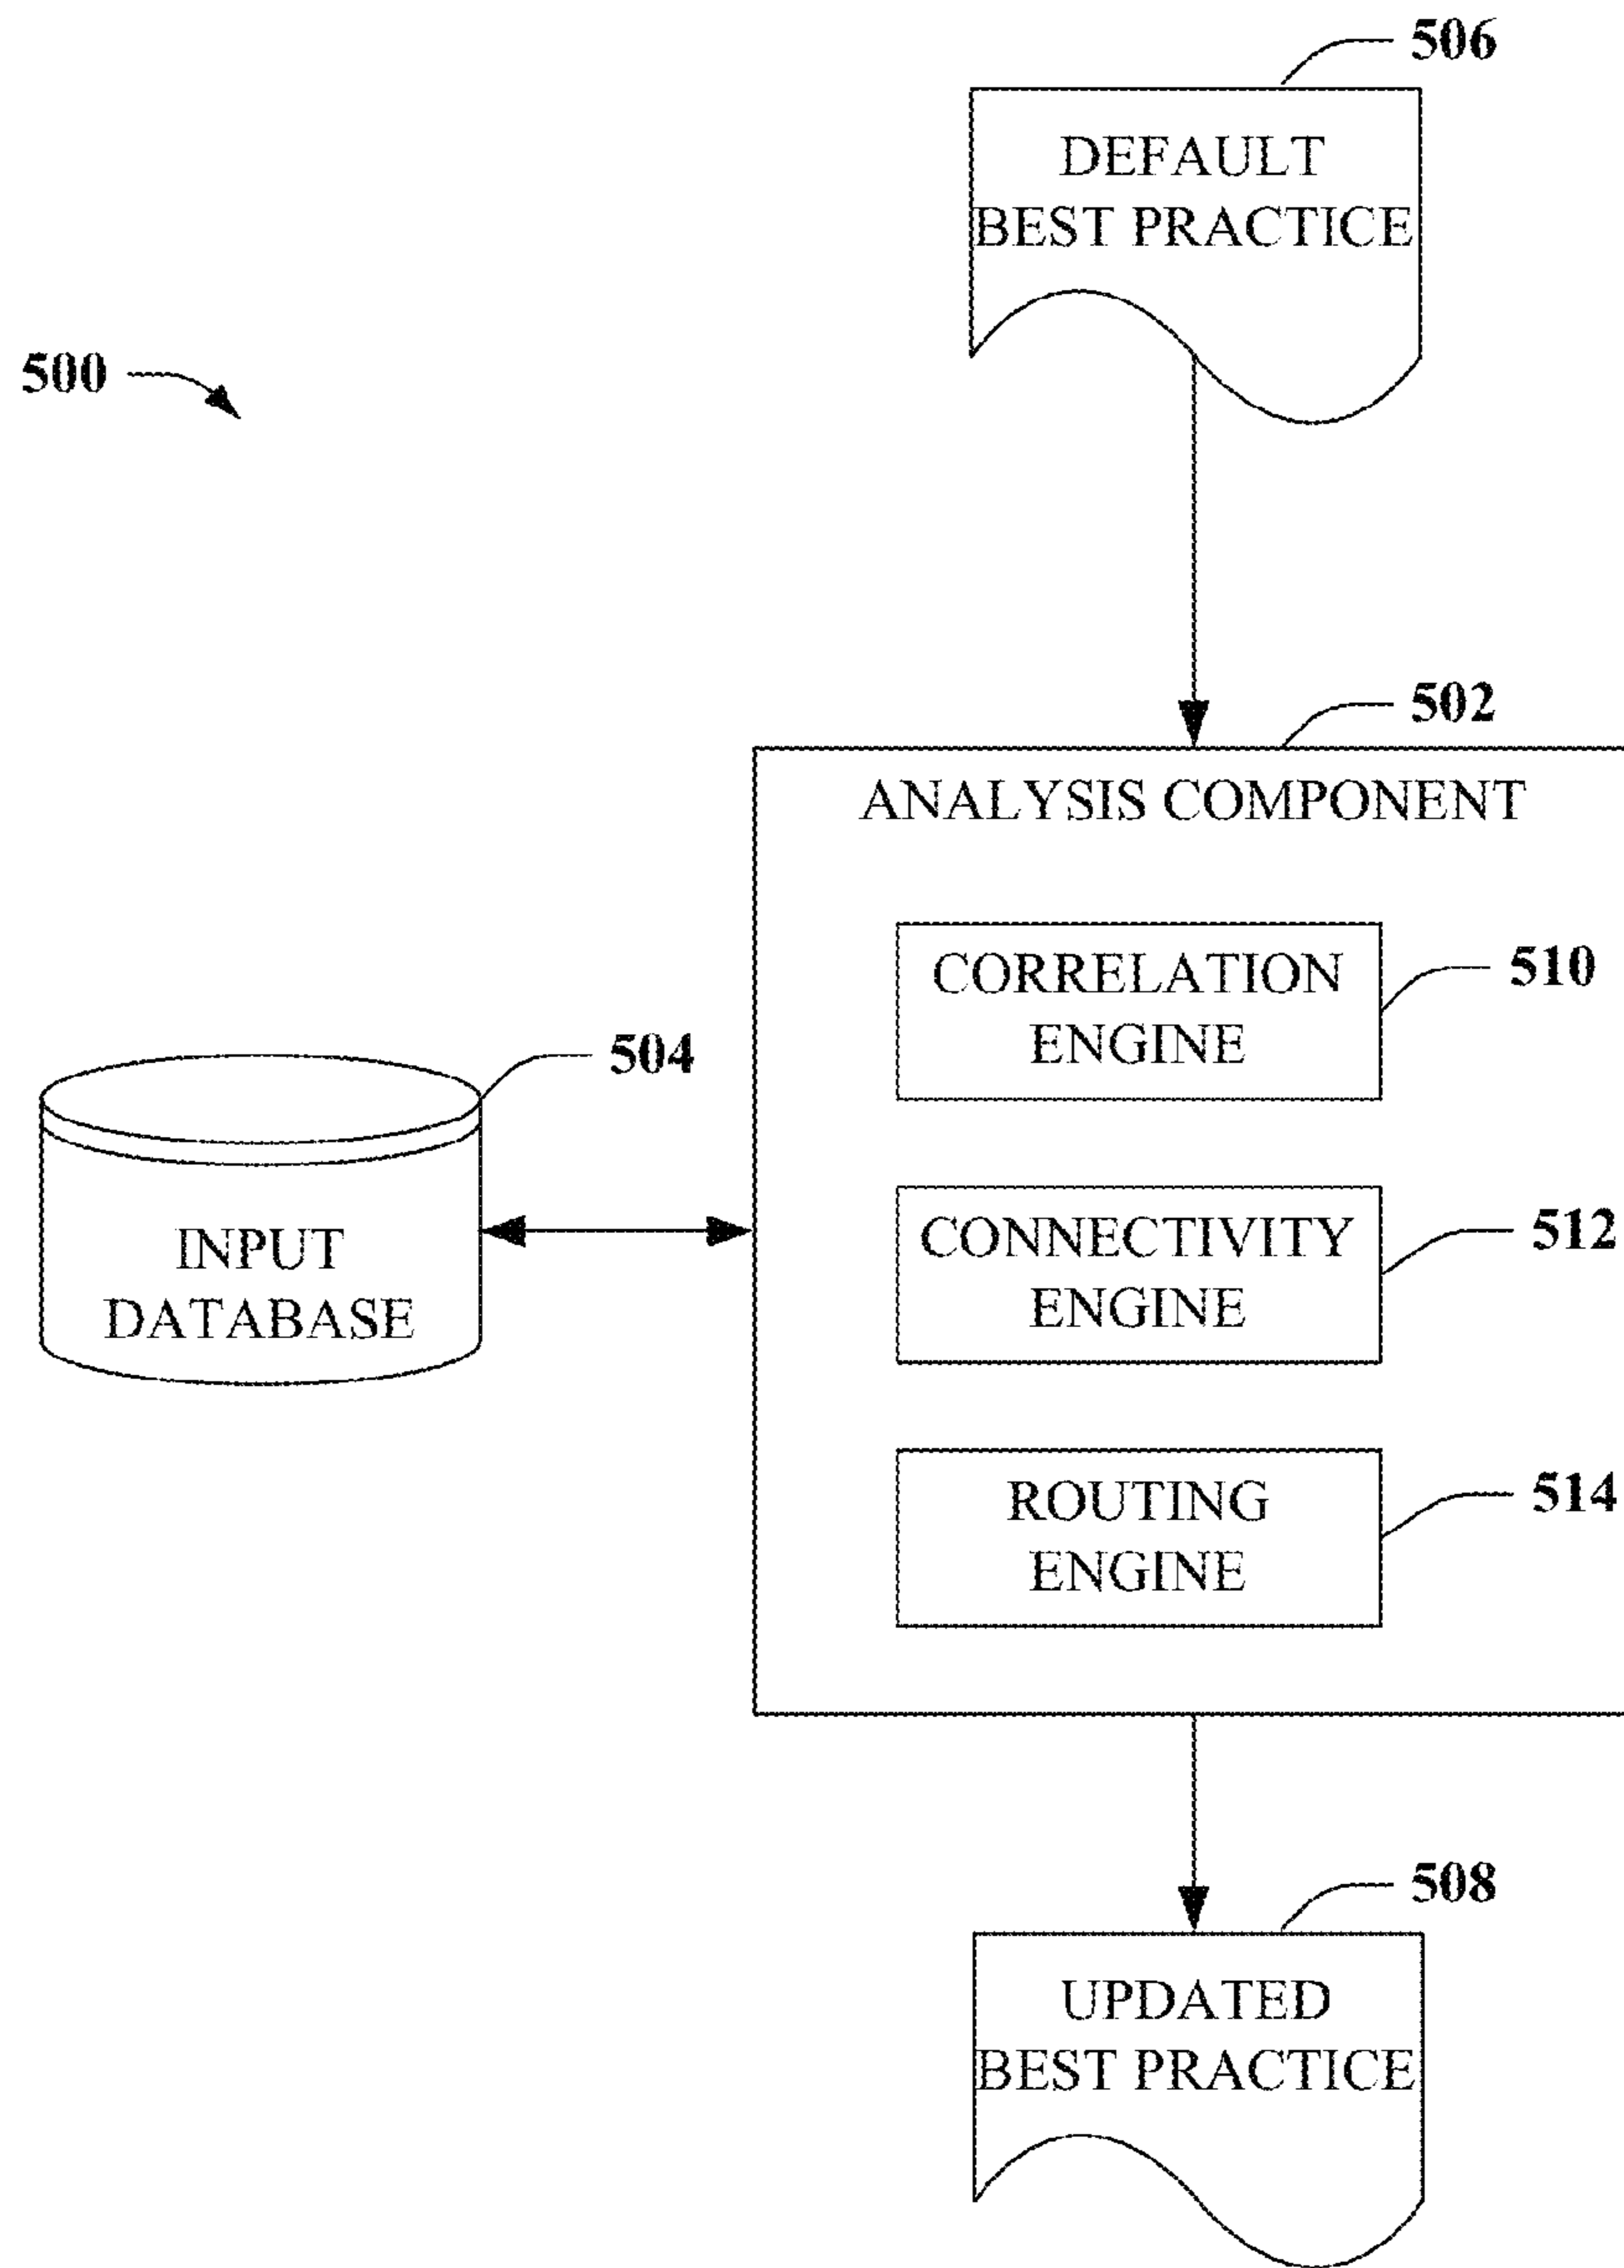 506
DEFAULT
BEST PRACTICE
500
502
ANALYSIS COMPONENT
CORRELATION
ENGINE
510
504
INPUT
DATABASE
CONNECTIVITY
ENGINE
512
ROUTING
ENGINE
514
508
UPDATED
BEST PRACTICE